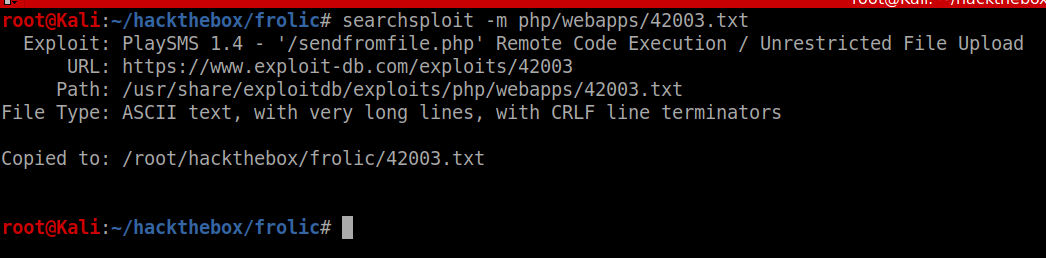 root@Kali: ~/hackthebox/frolic
root@Kali:~/hackthebox/frolic# searchsploit -m php/webapps/42003.txt
  Exploit: PlaySMS 1.4 - '/sendfromfile.php' Remote Code Execution / Unrestricted File Upload
      URL: https://www.exploit-db.com/exploits/42003
     Path: /usr/share/exploitdb/exploits/php/webapps/42003.txt
File Type: ASCII text, with very long lines, with CRLF line terminators
Copied to: /root/hackthebox/frolic/42003.txt
root@Kali:~/hackthebox/frolic#